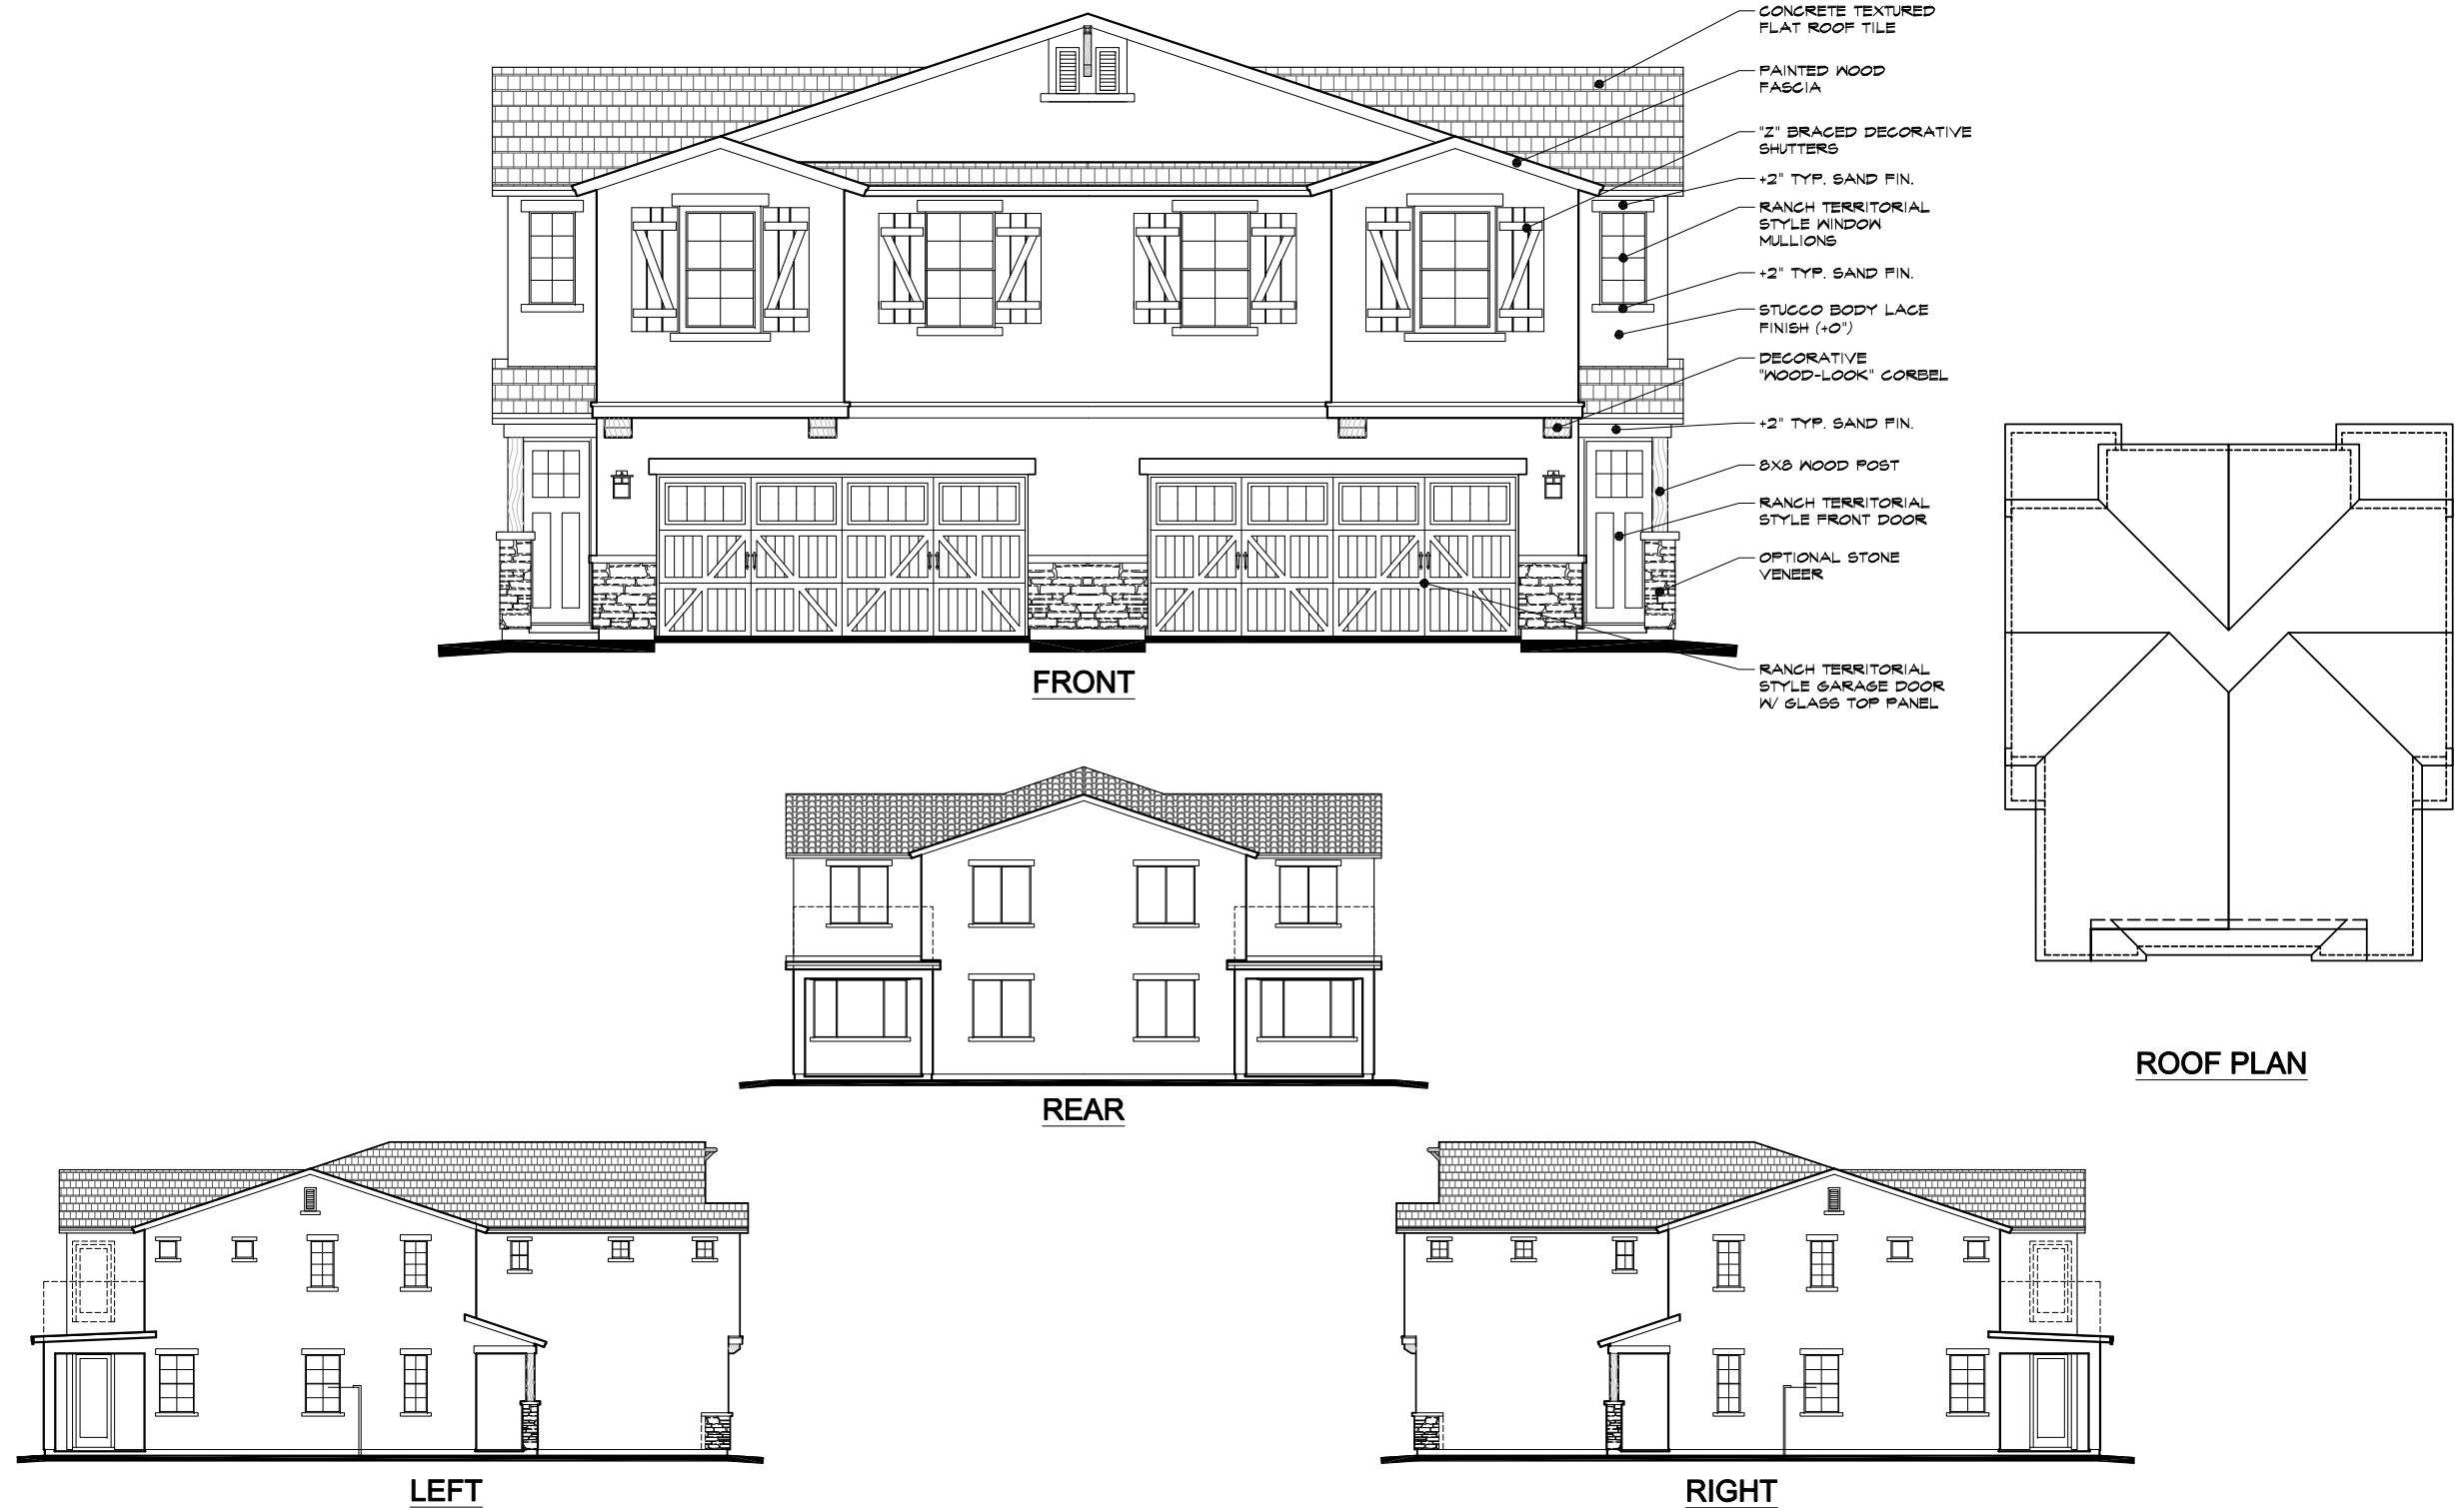 CONCRETE TEXTURED
FLAT ROOF TILE
PAINTED WOOD
FASCIA
"Z" BRACED DECORATIVE
SHUTTERS
+2" TYP. SAND FIN.
RANCH TERRITORIAL
STYLE WINDOW
MULLIONS
+2" TYP. SAND FIN.
STUCCO BODY LACE
FINISH (+0")
DECORATIVE
"WOOD-LOOK" CORBEL
+2" TYP. SAND FIN.
8X8 WOOD POST
RANCH TERRITORIAL
STYLE FRONT DOOR
OPTIONAL STONE
VENEER
RANCH TERRITORIAL
STYLE GARAGE DOOR
W/ GLASS TOP PANEL
FRONT
ROOF PLAN
REAR
LEFT
RIGHT